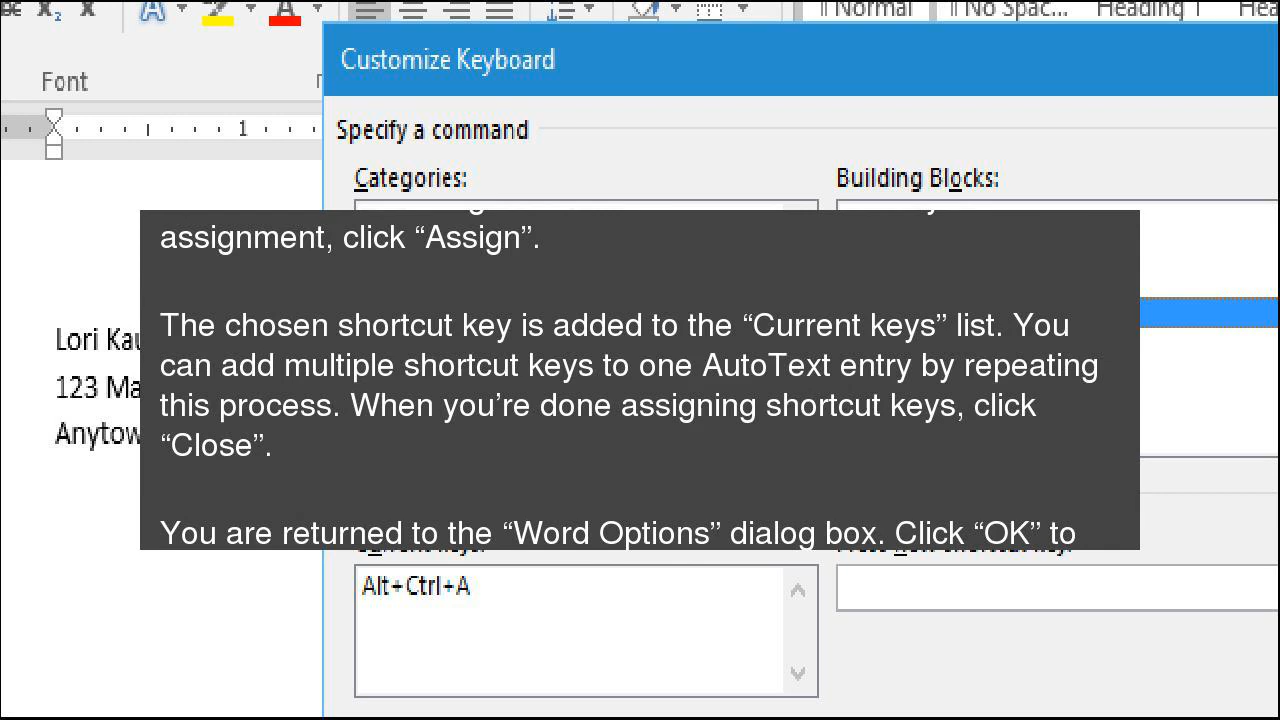 Normal No Spac... Heading 1
Font
Customize Keyboard
1
Specify a command
Categories:
Building Blocks:
assignment, click “Assign”.
The chosen shortcut key is added to the “Current keys” list. You
can add multiple shortcut keys to one AutoText entry by repeating
this process. When you’re done assigning shortcut keys, click
“Close”.
You are returned to the “Word Options” dialog box. Click “OK” to
Lori Kau
123 Ma
Anytow
Alt+Ctrl+A